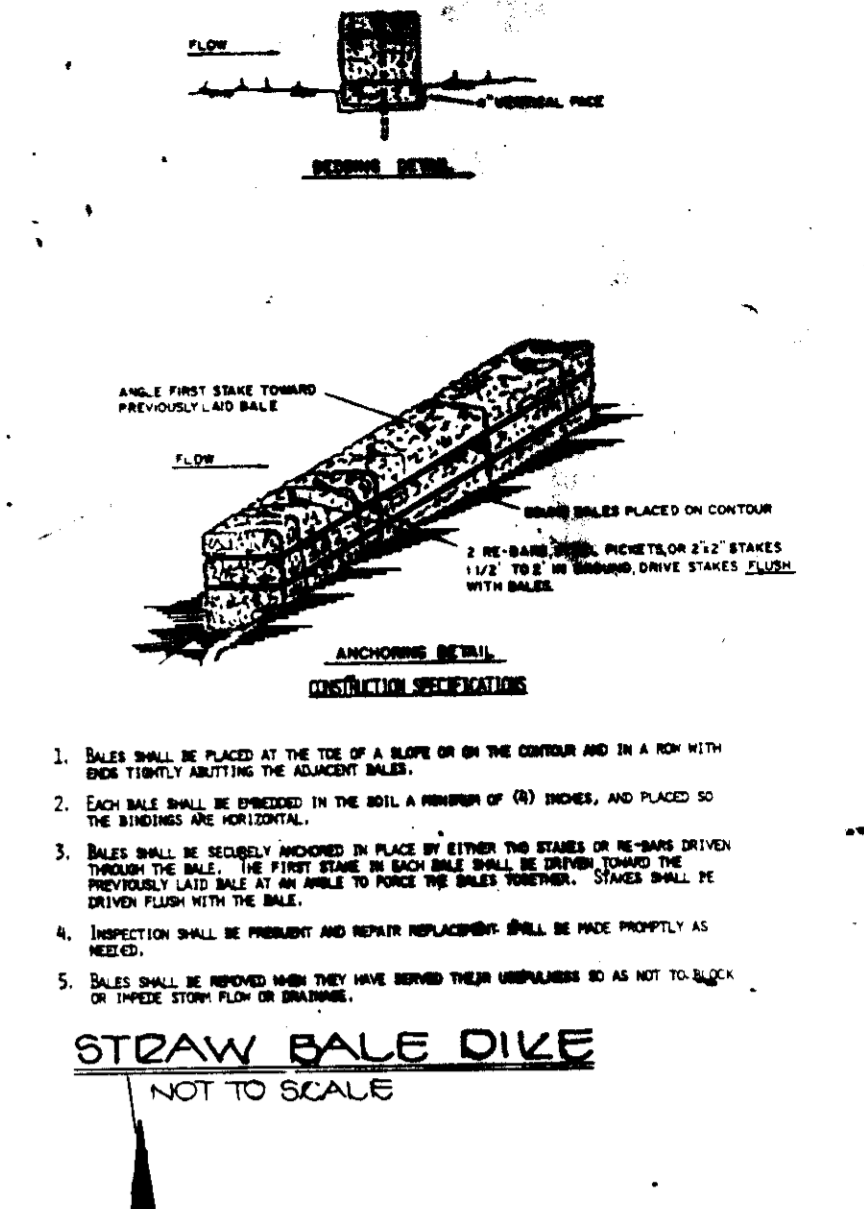 FLOW
4" VERTICAL FACE
BEDDING DETAIL
ANGLE FIRST STAKE TOWARD
PREVIOUSLY LAID BALE
FLOW
BOUND BALES PLACED ON CONTOUR
2 RE-BARS, STEEL PICKETS, OR 2"x2" STAKES
1 1/2' TO 2' IN GROUND, DRIVE STAKES FLUSH
WITH BALES.
ANCHORING DETAIL
CONSTRUCTION SPECIFICATIONS
1. BALES SHALL BE PLACED AT THE TOE OF A SLOPE OR ON THE CONTOUR AND IN A ROW WITH
ENDS TIGHTLY ABUTTING THE ADJACENT BALES.
2. EACH BALE SHALL BE EMBEDDED IN THE SOIL A MINIMUM OF (4) INCHES, AND PLACED SO
THE BINDINGS ARE HORIZONTAL.
3. BALES SHALL BE SECURELY ANCHORED IN PLACE BY EITHER TWO STAKES OR RE-BARS DRIVEN
THROUGH THE BALE. THE FIRST STAKE IN EACH BALE SHALL BE DRIVEN TOWARD THE
PREVIOUSLY LAID BALE AT AN ANGLE TO FORCE THE BALES TOGETHER. STAKES SHALL BE
DRIVEN FLUSH WITH THE BALE.
4. INSPECTION SHALL BE FREQUENT AND REPAIR REPLACEMENT SHALL BE MADE PROMPTLY AS
NEEDED.
5. BALES SHALL BE REMOVED WHEN THEY HAVE SERVED THEIR USEFULNESS SO AS NOT TO BLOCK
OR IMPEDE STORM FLOW OR DRAINAGE.
STRAW BALE DIKE
NOT TO SCALE